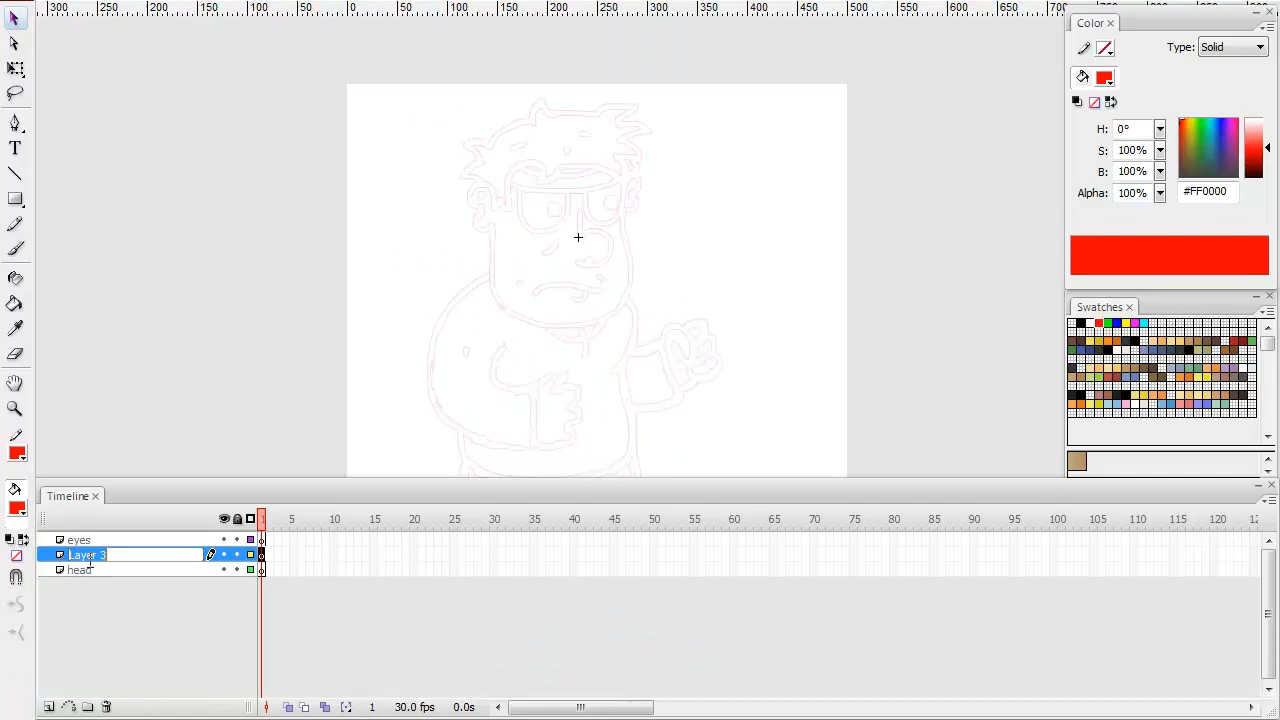 300 250 200 150 100 50 0 50 100 150 200 250 300 350 400 450 500 550 600 650 700
Color
Type: Solid
H: 0°
S: 100%
B: 100%
Alpha: 100%
#FF0000
Swatches
Timeline
1 5 10 15 20 25 30 35 40 45 50 55 60 65 70 75 80 85 90 95 100 105 110 115 120
eyes
Layer 3
head
1 30.0 fps 0.0s